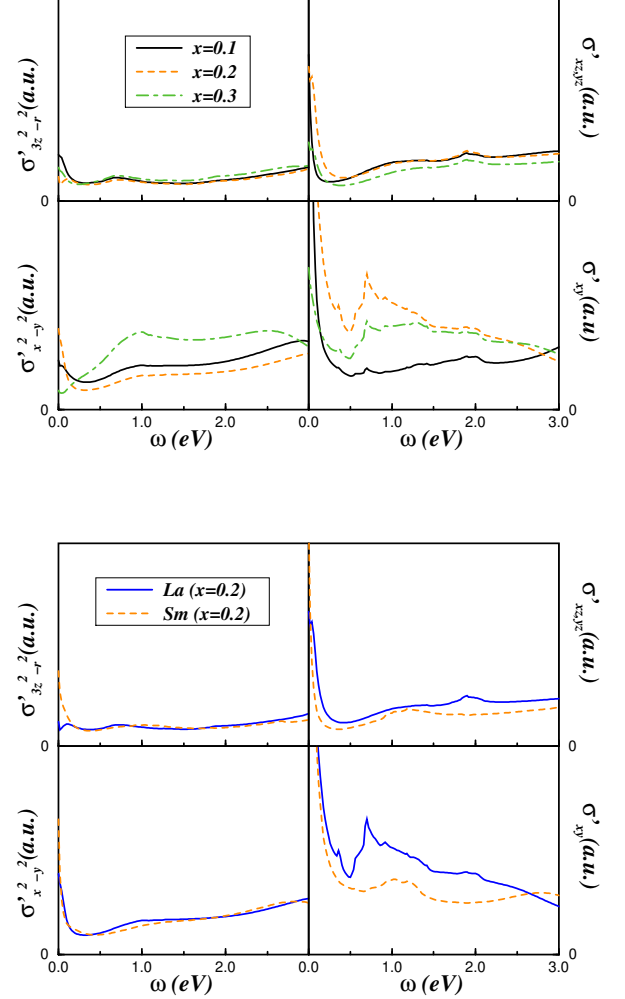 x=0.1
x=0.2
x=0.3
σ'3z²−r²(a.u.)
σ'xz,yz(a.u.)
0
σ'x²−y²(a.u.)
σ'xy(a.u)
0 0
0.0 1.0 2.0 0.0 1.0 2.0 3.0
ω (eV) ω (eV)
La (x=0.2)
Sm (x=0.2)
σ'3z²−r²(a.u.)
σ'xz,yz(a.u.)
0 0
σ'x²−y²(a.u.)
σ'xy(a.u.)
0 0
0.0 1.0 2.0 0.0 1.0 2.0 3.0
ω (eV) ω (eV)